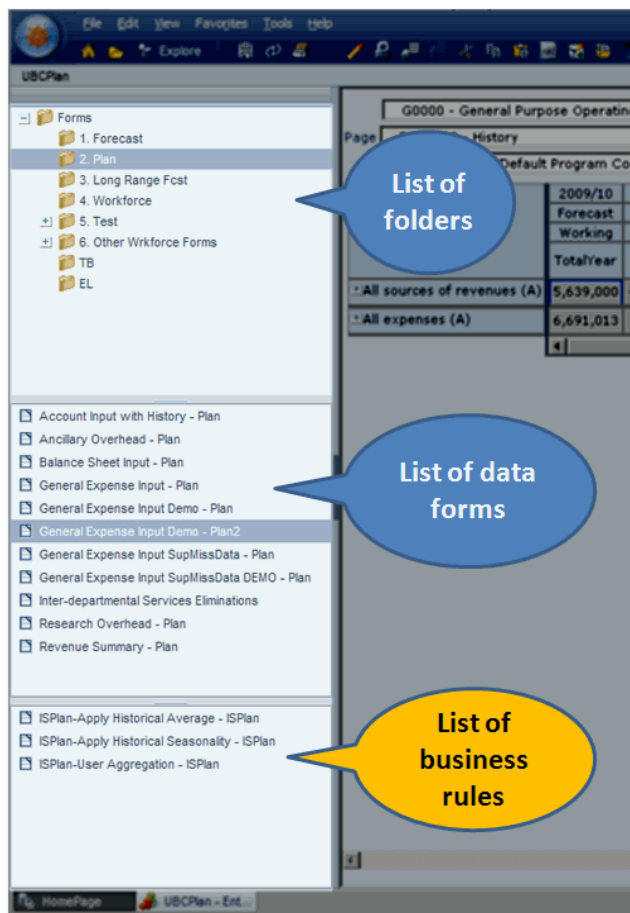 File Edit View Favorites Tools Help
Explore
UBCPlan
Forms
1. Forecast
2. Plan
3. Long Range Fcst
4. Workforce
5. Test
6. Other Wrkforce Forms
TB
EL
G0000 - General Purpose Operatin
Page
- History
Default Program Co
2009/10
Forecast
Working
TotalYear
All sources of revenues (A) 5,639,000
All expenses (A) 6,691,013
List of
folders
Account Input with History - Plan
Ancillary Overhead - Plan
Balance Sheet Input - Plan
General Expense Input - Plan
General Expense Input Demo - Plan
General Expense Input Demo - Plan2
General Expense Input SupMissData - Plan
General Expense Input SupMissData DEMO - Plan
Inter-departmental Services Eliminations
Research Overhead - Plan
Revenue Summary - Plan
List of data
forms
ISPlan-Apply Historical Average - ISPlan
ISPlan-Apply Historical Seasonality - ISPlan
ISPlan-User Aggregation - ISPlan
List of
business
rules
HomePage
UBCPlan - Ent...